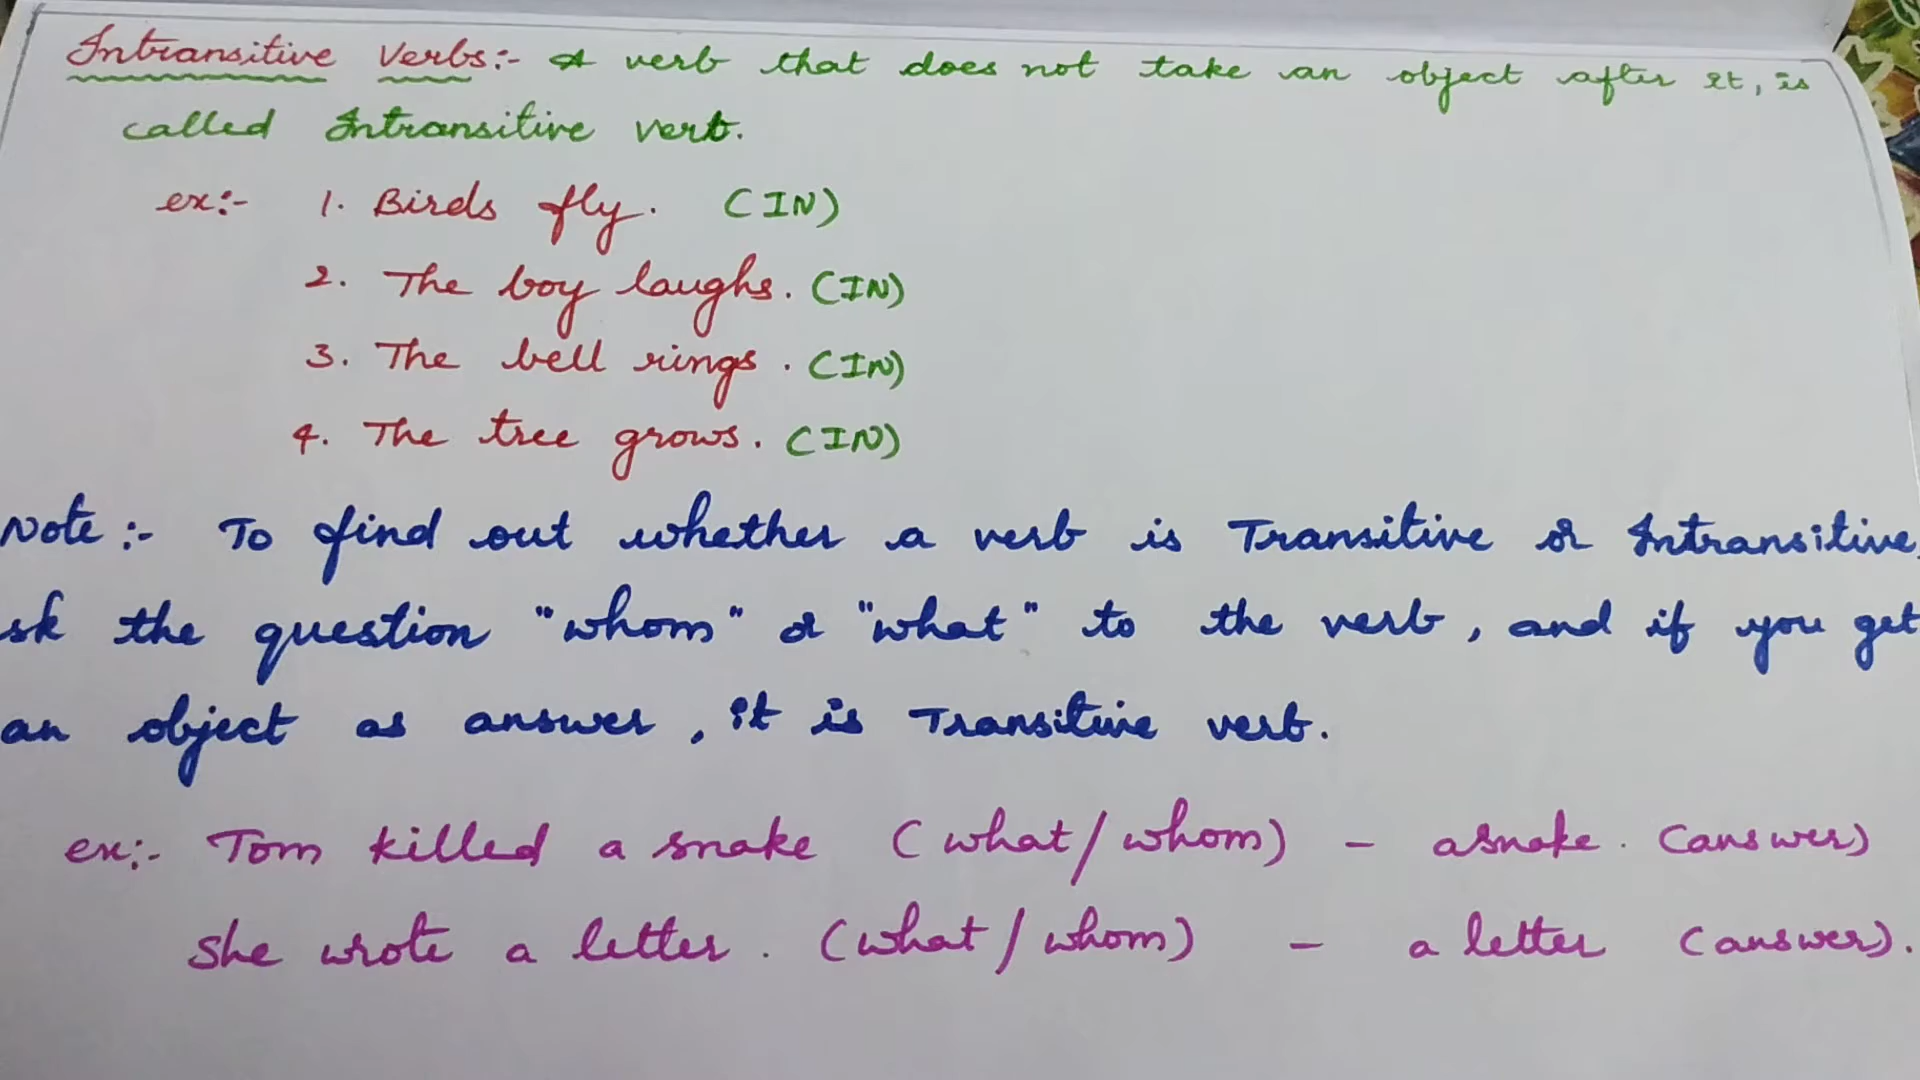 Intransitive Verbs:- A verb that does not take an object after it, is
called Intransitive verb.
ex:- 1. Birds fly. (IN)
2. The boy laughs. (IN)
3. The bell rings. (IN)
4. The tree grows. (IN)
Note :- To find out whether a verb is Transitive or Intransitive,
sk the question "whom" or "what" to the verb, and if you get
an object as answer, it is Transitive verb.
ex:- Tom killed a snake (what/whom) - asnake. (answer)
She wrote a letter. (what/whom) - a letter (answer).